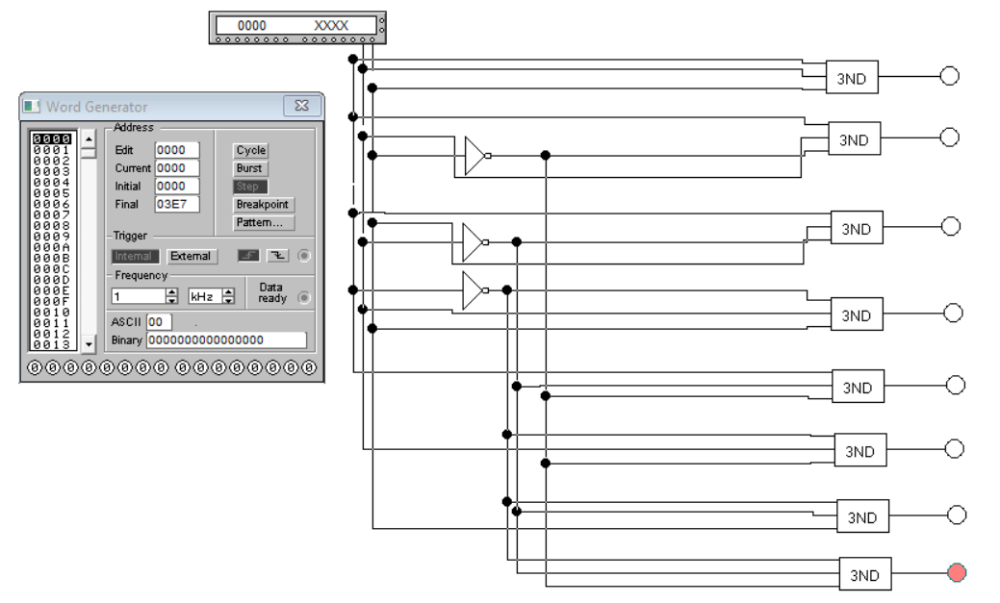 0000 XXXX
Word Generator
0000
0001
0002
0003
0004
0005
0006
0007
0008
0009
000A
000B
000C
000D
000E
000F
0010
0011
0012
0013
Address
Edit 0000
Current 0000
Initial 0000
Final 03E7
Cycle
Burst
Step
Breakpoint
Pattern...
Trigger
Internal External
Frequency
1 kHz
Data
ready
ASCII 00
Binary 0000000000000000
0 0 0 0 0 0 0 0 0 0 0 0 0 0 0 0
3ND
3ND
3ND
3ND
3ND
3ND
3ND
3ND